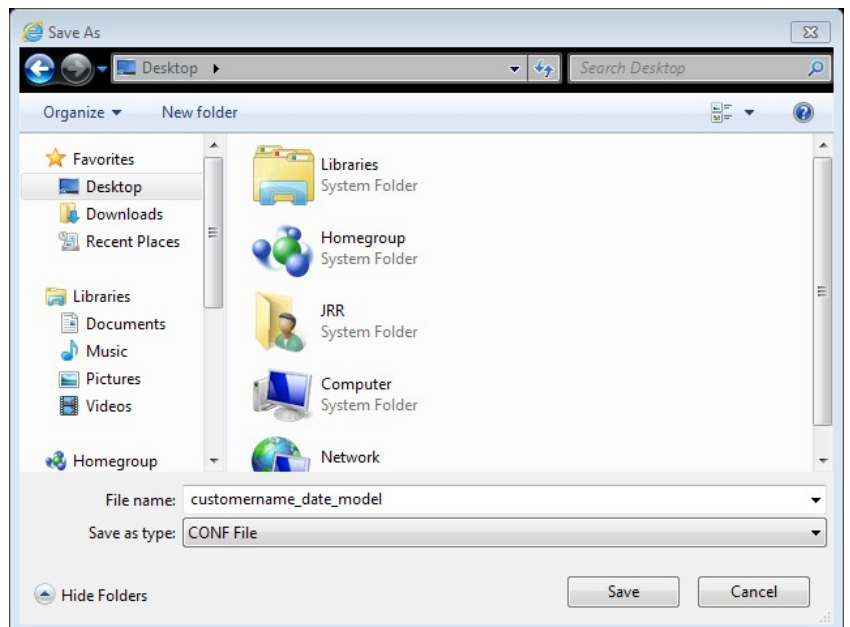 Save As
Desktop
Search Desktop
Organize
New folder
Favorites
Desktop
Downloads
Recent Places
Libraries
Documents
Music
Pictures
Videos
Homegroup
Libraries
System Folder
Homegroup
System Folder
JRR
System Folder
Computer
System Folder
Network
File name: customername_date_model
Save as type: CONF File
Hide Folders
Save
Cancel